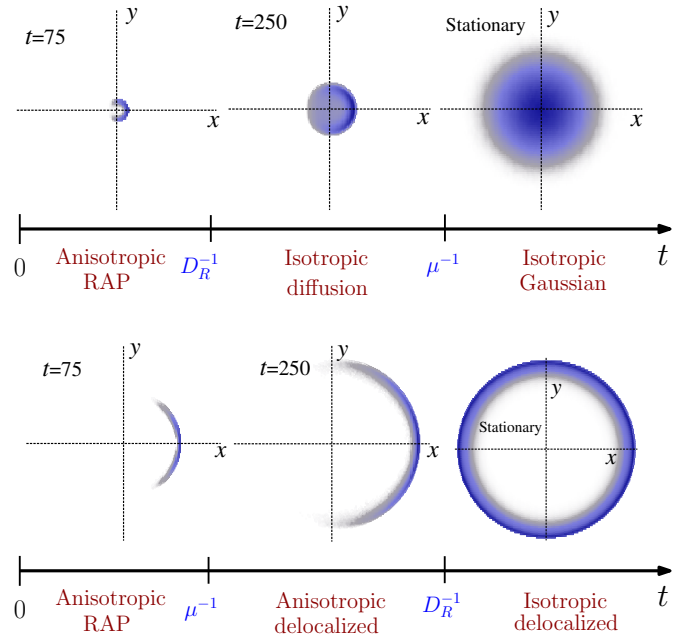 y
t=75
x
y
t=250
x
Stationary
y
x
0
D_R^{-1}
μ^{-1}
t
Anisotropic
RAP
Isotropic
diffusion
Isotropic
Gaussian
y
t=75
x
y
t=250
x
y
Stationary
x
0
μ^{-1}
D_R^{-1}
t
Anisotropic
RAP
Anisotropic
delocalized
Isotropic
delocalized